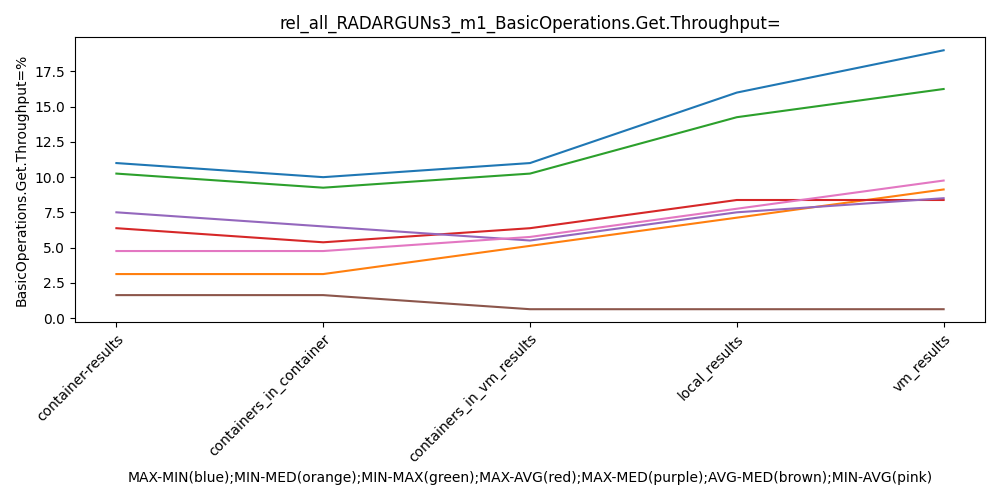 rel_all_RADARGUNs3_m1_BasicOperations.Get.Throughput=
BasicOperations.Get.Throughput=%
17.5
15.0
12.5
10.0
7.5
5.0
2.5
0.0
container-results
containers_in_container
containers_in_vm_results
local_results
vm_results
MAX-MIN(blue);MIN-MED(orange);MIN-MAX(green);MAX-AVG(red);MAX-MED(purple);AVG-MED(brown);MIN-AVG(pink)